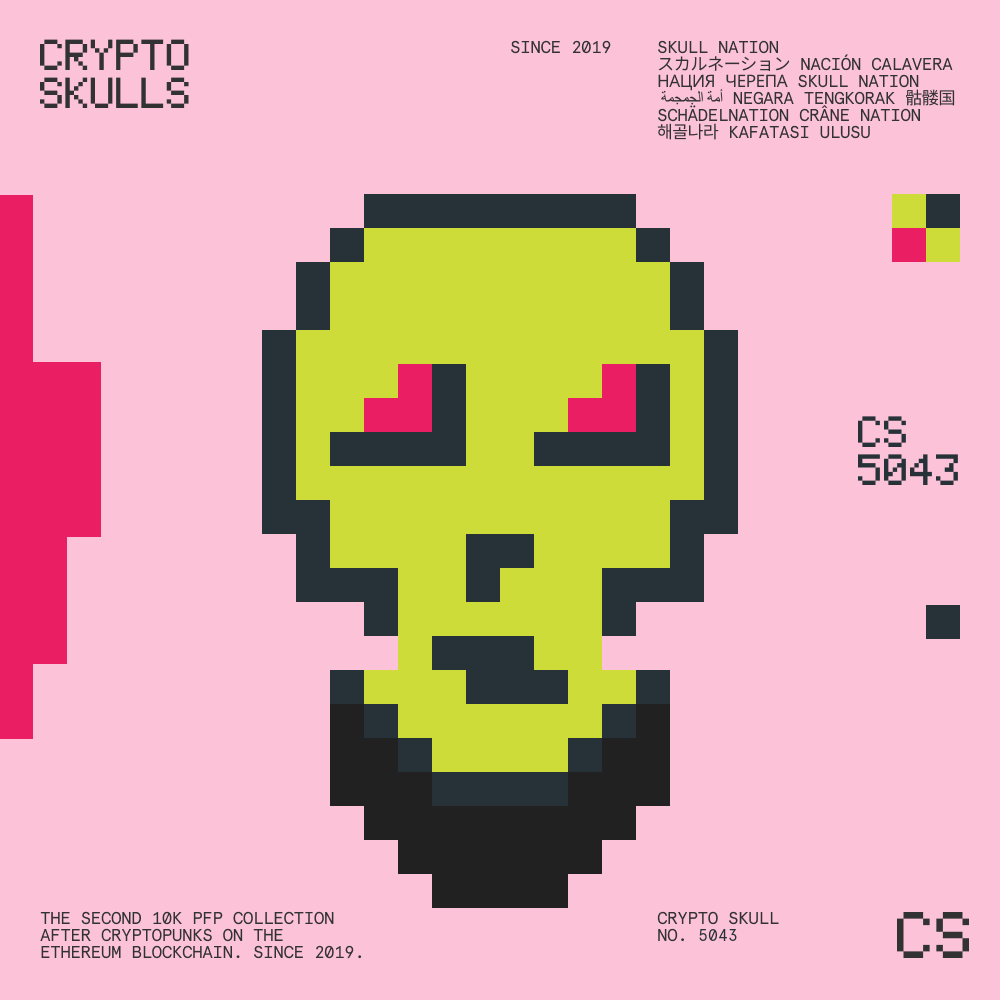 CRYPTO
SKULLS
SINCE 2019
SKULL NATION
スカルネーション NACIÓN CALAVERA
НАЦИЯ ЧЕРЕПА SKULL NATION
أمة الجمجمة NEGARA TENGKORAK 骷髅国
SCHÄDELNATION CRÂNE NATION
해골나라 KAFATASI ULUSU
CS
5043
THE SECOND 10K PFP COLLECTION
AFTER CRYPTOPUNKS ON THE
ETHEREUM BLOCKCHAIN. SINCE 2019.
CRYPTO SKULL
NO. 5043
CS